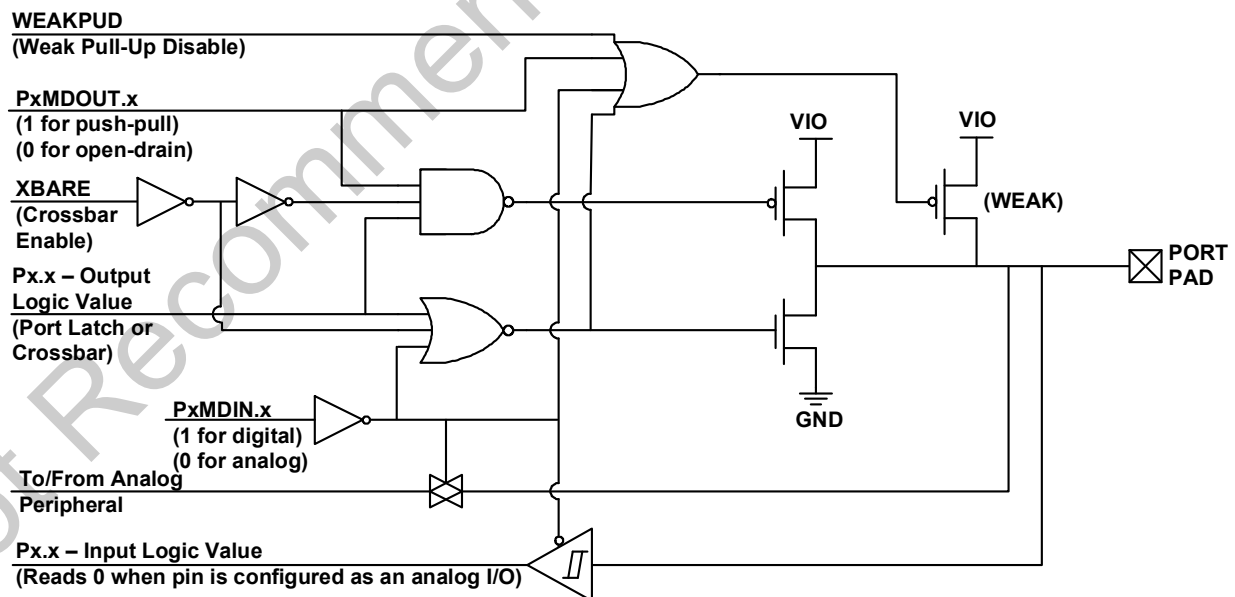 WEAKPUD
(Weak Pull-Up Disable)
PxMDOUT.x
(1 for push-pull)
(0 for open-drain)
XBARE
(Crossbar
Enable)
Px.x – Output
Logic Value
(Port Latch or
Crossbar)
PxMDIN.x
(1 for digital)
(0 for analog)
To/From Analog
Peripheral
Px.x – Input Logic Value
(Reads 0 when pin is configured as an analog I/O)
VIO
VIO
(WEAK)
PORT
PAD
GND
ot Recommen